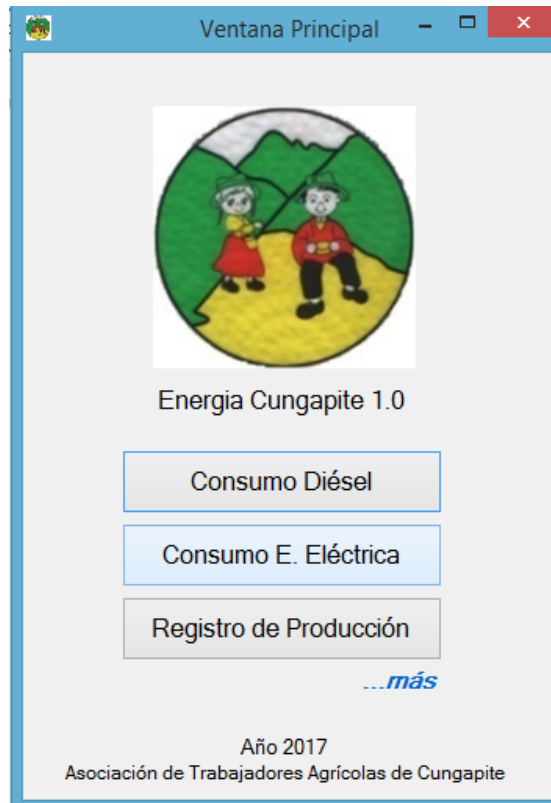 Ventana Principal
Energia Cungapite 1.0
Consumo Diésel
Consumo E. Eléctrica
Registro de Producción
...más
Año 2017
Asociación de Trabajadores Agrícolas de Cungapite